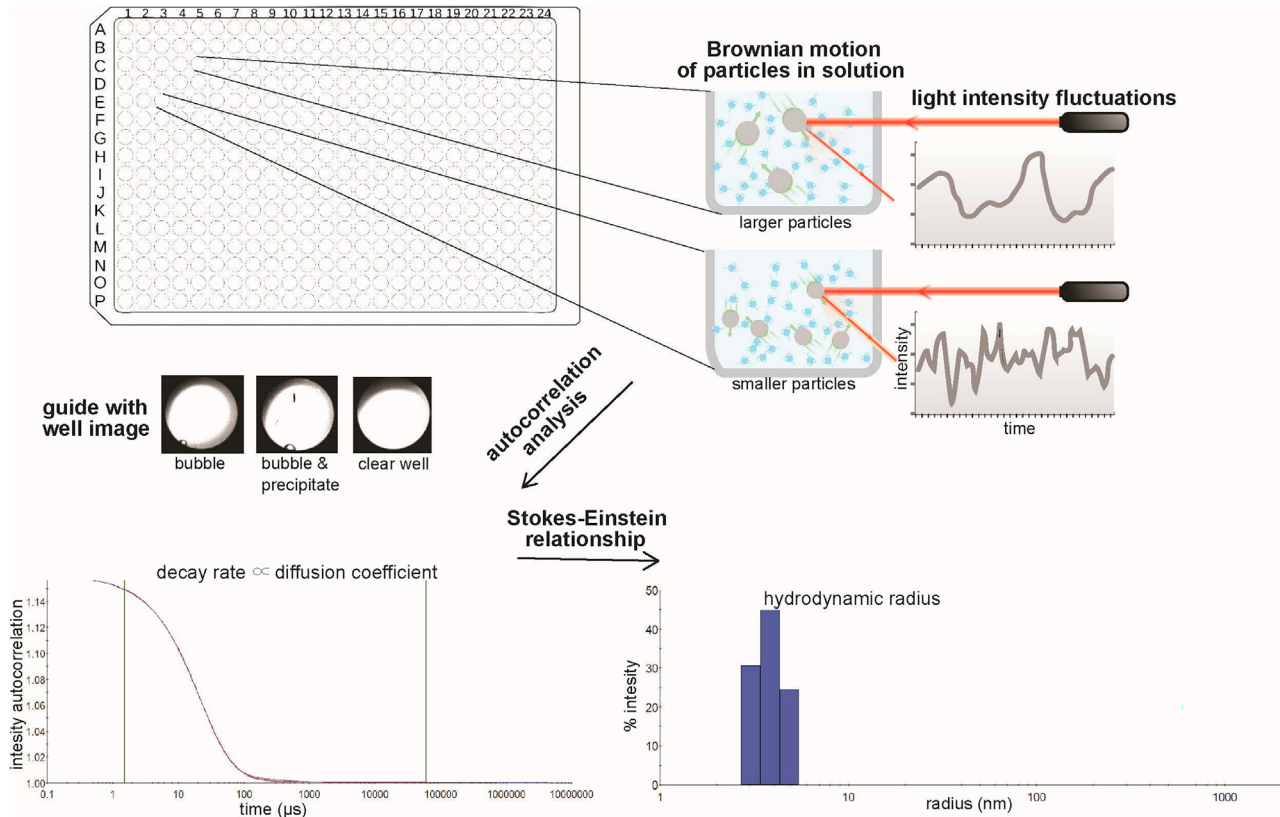 1 2 3 4 5 6 7 8 9 10 11 12 13 14 15 16 17 18 19 20 21 22 23 24
A
B
C
D
E
F
G
H
I
J
K
L
M
N
O
P
Brownian motion
of particles in solution
light intensity fluctuations
larger particles
smaller particles
intensity
time
guide with
well image
bubble
bubble &
precipitate
clear well
autocorrelation
analysis
Stokes-Einstein
relationship
decay rate ∝ diffusion coefficient
intesity autocorrelation
1.14
1.12
1.10
1.08
1.06
1.04
1.02
1.00
0.1 1 10 100 1000 10000 100000 1000000 10000000
time (µs)
hydrodynamic radius
% intesity
50
45
40
30
20
10
0
1 10 100 1000
radius (nm)